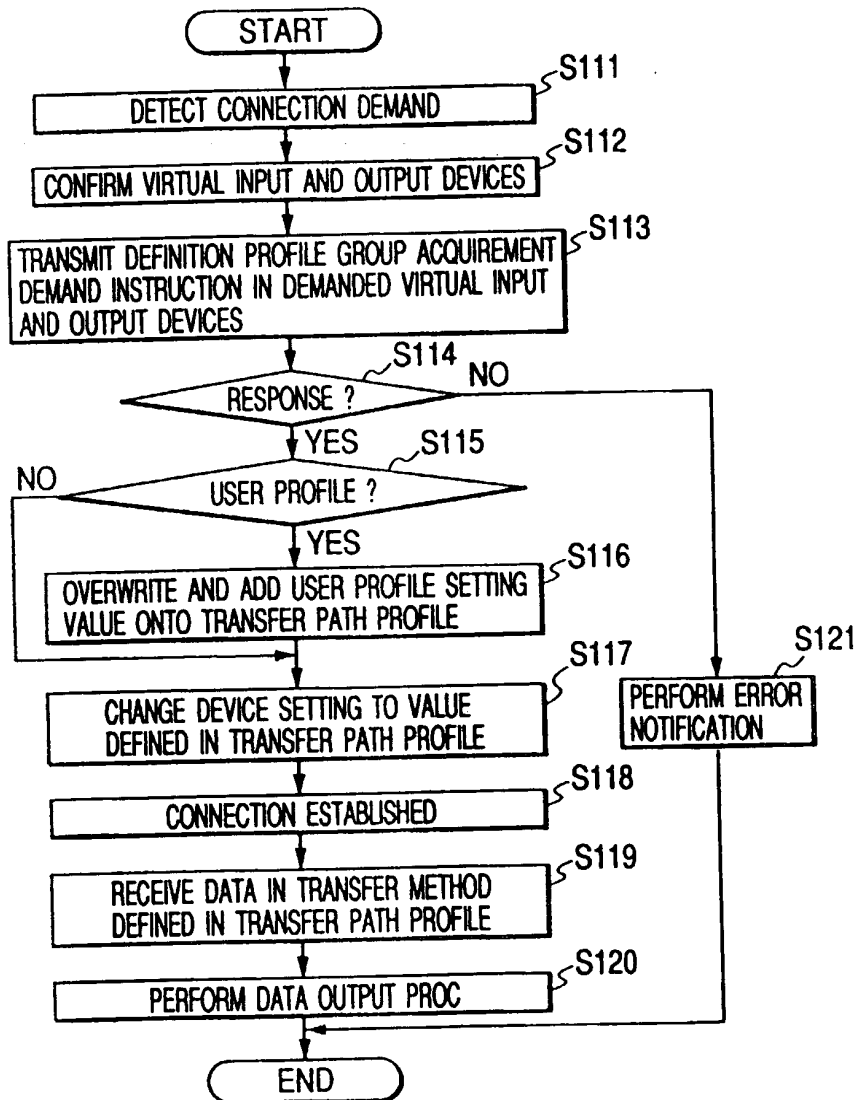 START
S111
DETECT CONNECTION DEMAND
S112
CONFIRM VIRTUAL INPUT AND OUTPUT DEVICES
S113
TRANSMIT DEFINITION PROFILE GROUP ACQUIREMENT
DEMAND INSTRUCTION IN DEMANDED VIRTUAL INPUT
AND OUTPUT DEVICES
S114
RESPONSE ?
NO
YES
S115
NO
USER PROFILE ?
YES
S116
OVERWRITE AND ADD USER PROFILE SETTING
VALUE ONTO TRANSFER PATH PROFILE
S117
CHANGE DEVICE SETTING TO VALUE
DEFINED IN TRANSFER PATH PROFILE
S121
PERFORM ERROR
NOTIFICATION
S118
CONNECTION ESTABLISHED
S119
RECEIVE DATA IN TRANSFER METHOD
DEFINED IN TRANSFER PATH PROFILE
S120
PERFORM DATA OUTPUT PROC
END